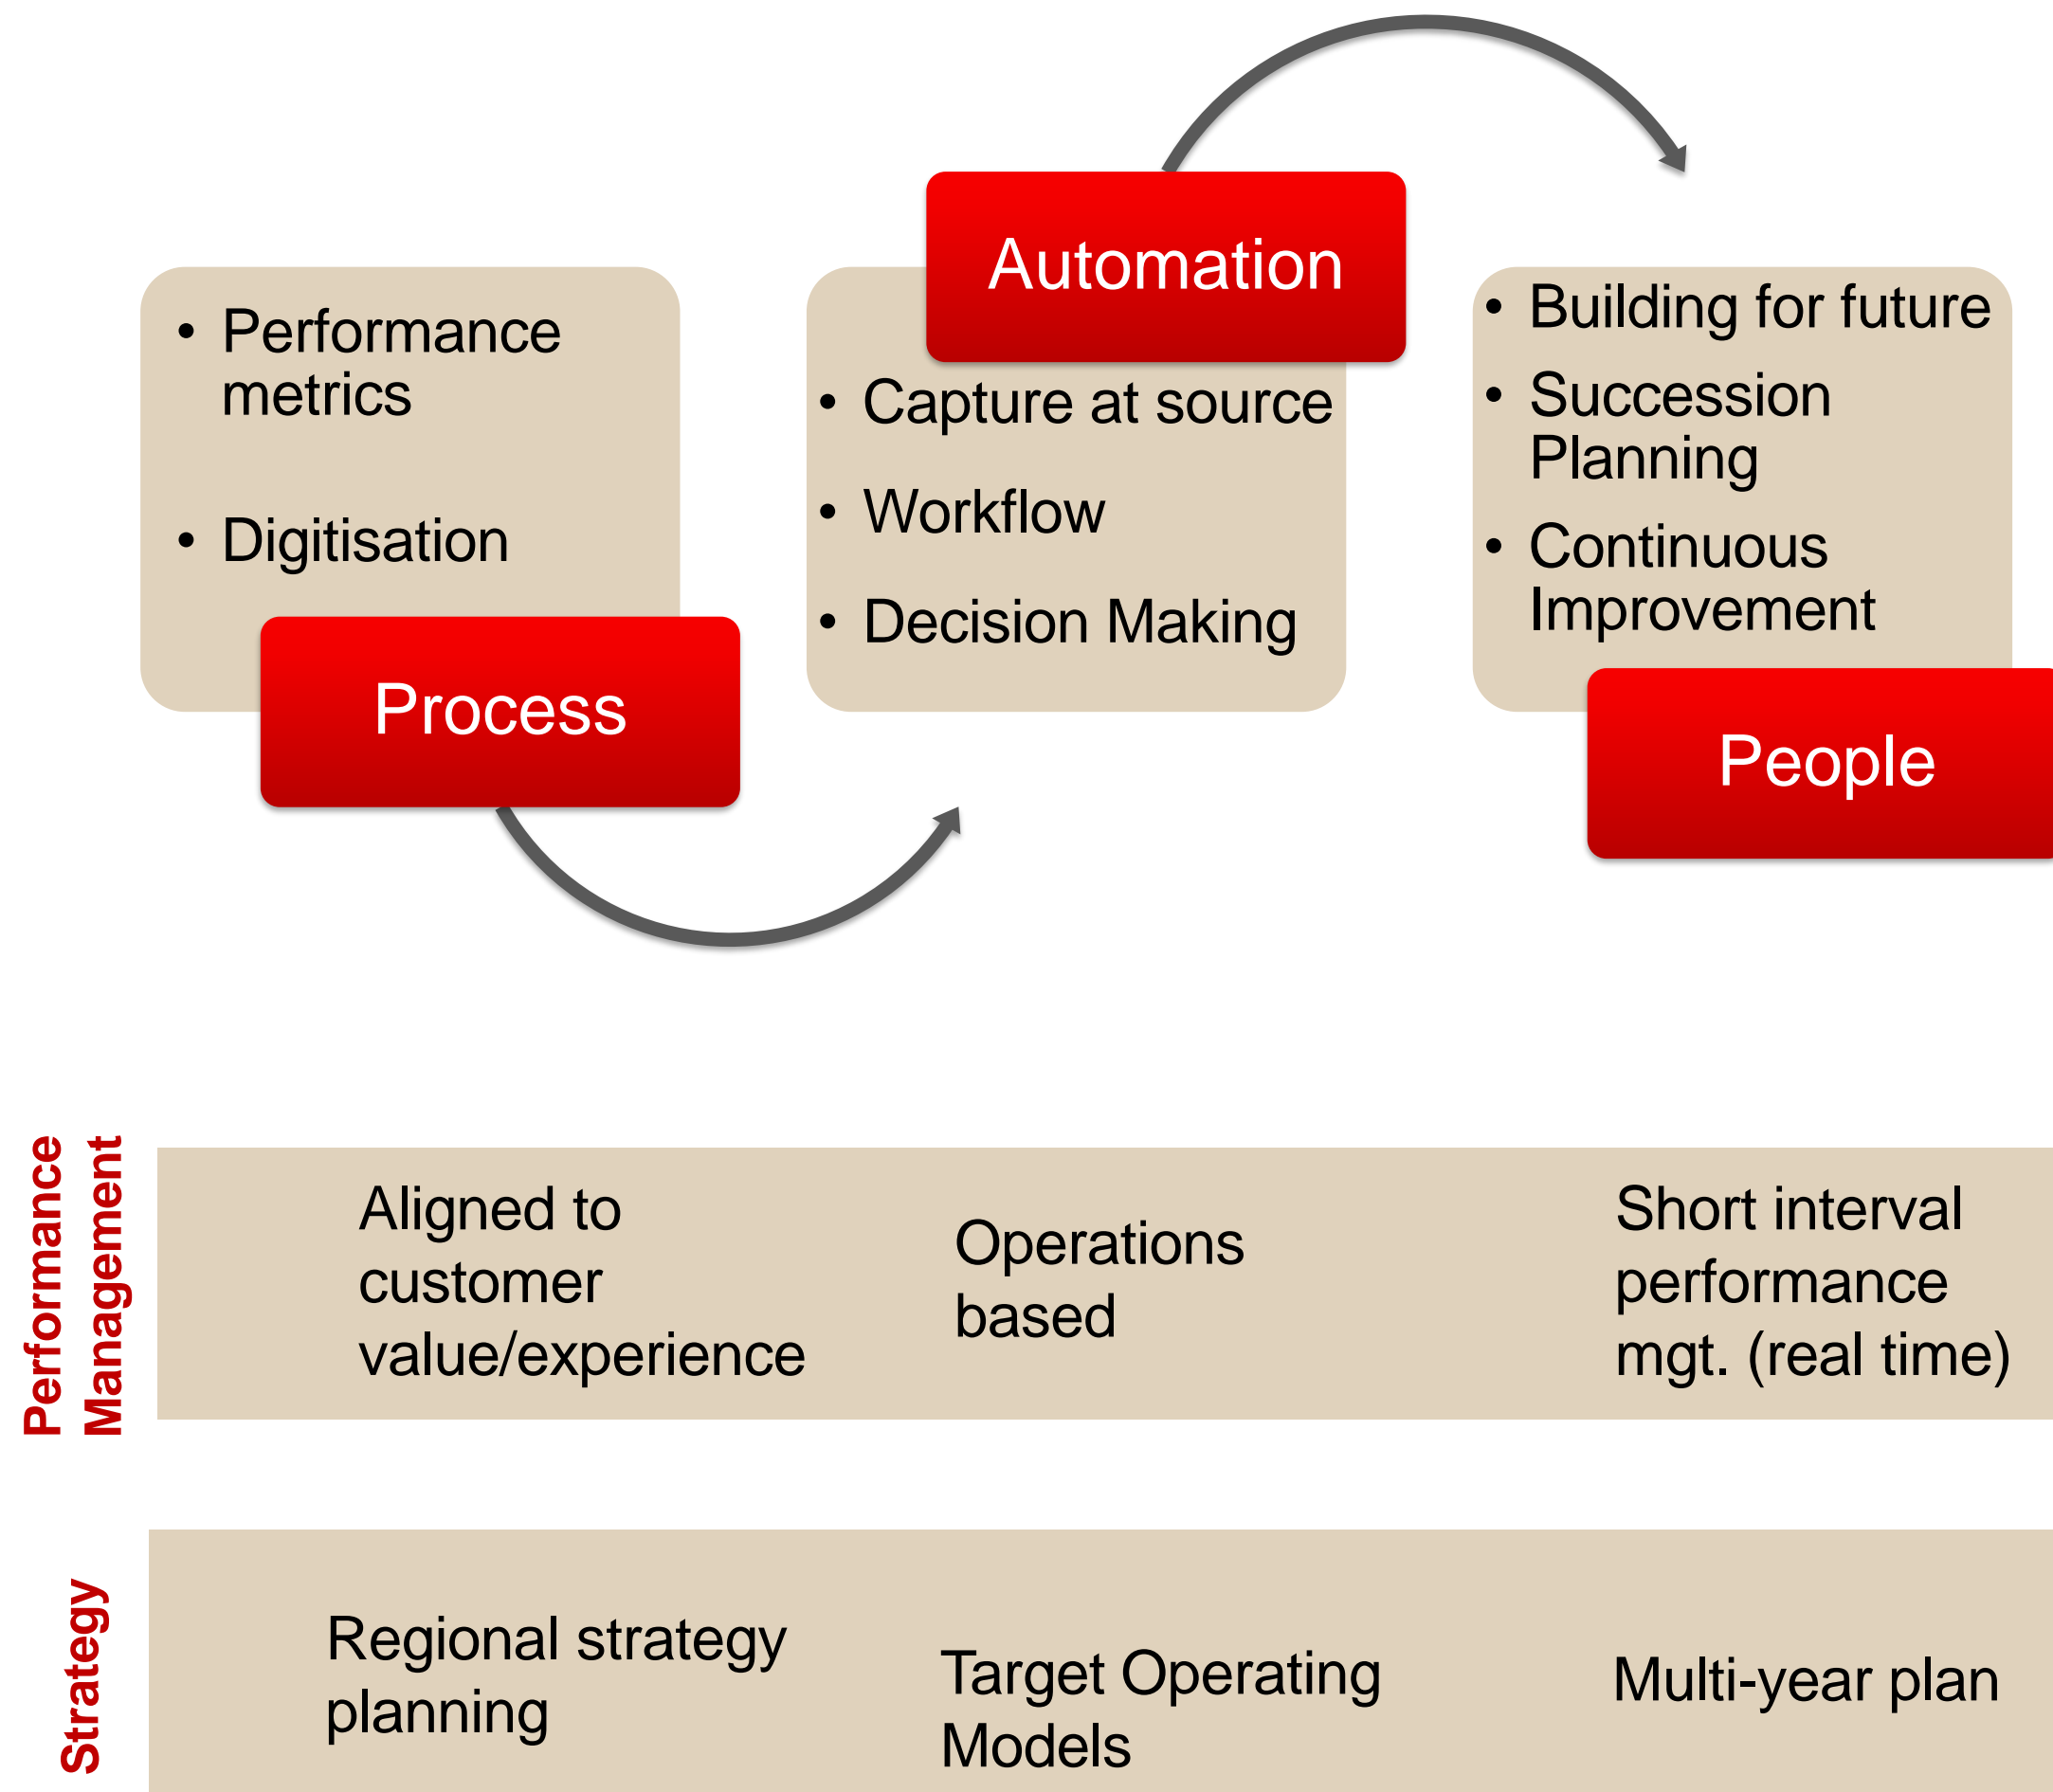 • Performance
metrics
• Digitisation
Process
Automation
• Capture at source
• Workflow
• Decision Making
• Building for future
• Succession
Planning
• Continuous
Improvement
People
Performance
Management
Aligned to
customer
value/experience
Operations
based
Short interval
performance
mgt. (real time)
Strategy
Regional strategy
planning
Target Operating
Models
Multi-year plan